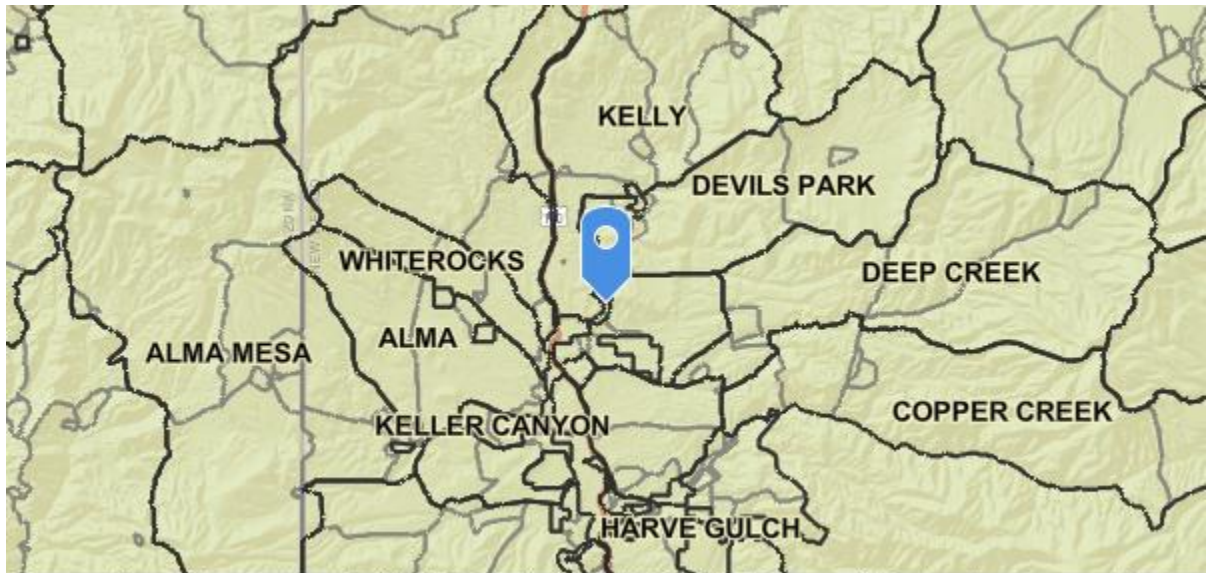 KELLY
DEVILS PARK
WHITEROCKS
DEEP CREEK
ALMA
ALMA MESA
COPPER CREEK
KELLER CANYON
HARVE GULCH